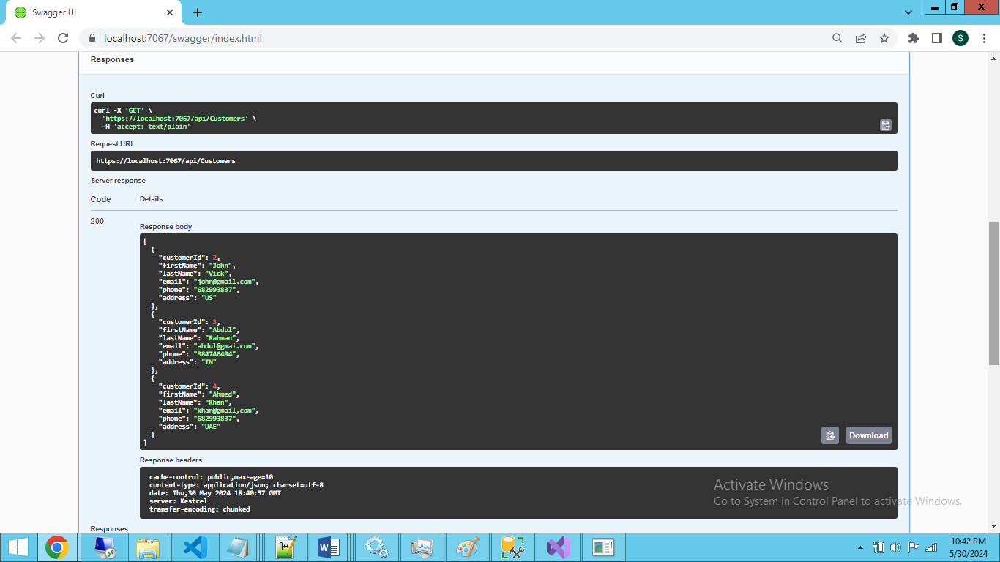 Swagger UI
S
localhost:7067/swagger/index.html
Responses
Curl
curl -X 'GET' \
'https://localhost:7067/api/Customers' \
-H 'accept: text/plain'
Request URL
https://localhost:7067/api/Customers
Server response
Code Details
200
Response body
[
{
"customerId": 2,
"firstName": "John",
"lastName": "Vick",
"email": "john@gmail.com",
"phone": "682993837",
"address": "US"
},
{
"customerId": 3,
"firstName": "Abdul",
"lastName": "Rahman",
"email": "abdul@gmai.com",
"phone": "384746494",
"address": "IN"
},
{
"customerId": 4,
"firstName": "Ahmed",
"lastName": "Khan",
"email": "khan@gmail,com",
"phone": "682993837",
"address": "UAE"
}
]
Download
Response headers
cache-control: public,max-age=10
content-type: application/json; charset=utf-8
date: Thu,30 May 2024 18:40:57 GMT
server: Kestrel
transfer-encoding: chunked
Activate Windows
Go to System in Control Panel to activate Windows.
Responses
10:42 PM
5/30/2024